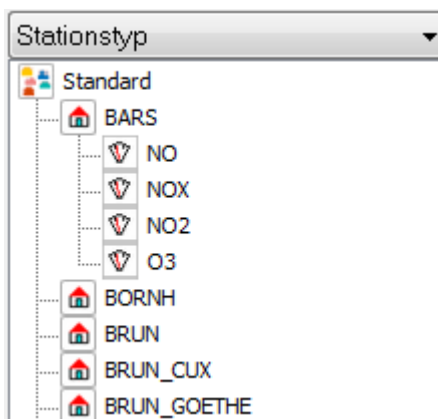 Stationstyp
Standard
BARS
NO
NOX
NO2
O3
BORNH
BRUN
BRUN_CUX
BRUN_GOETHE